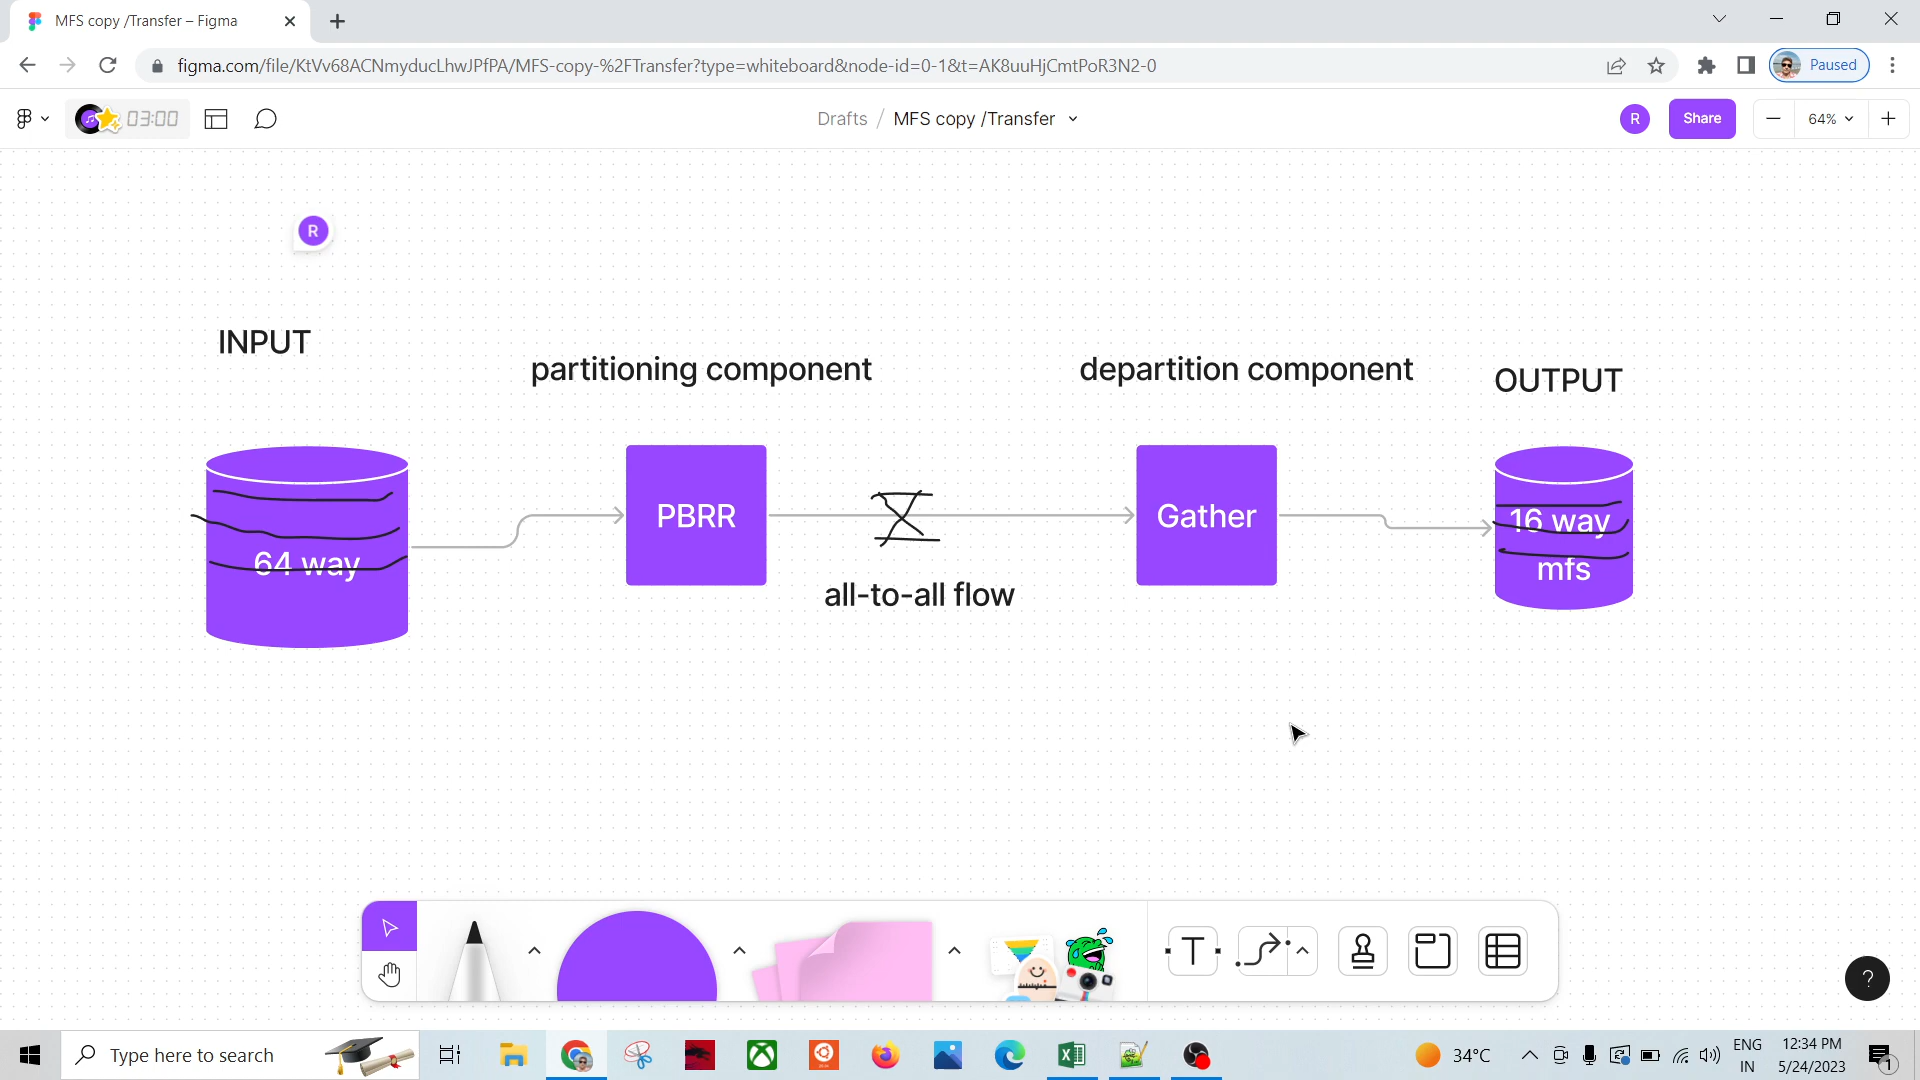 MFS copy /Transfer – Figma
figma.com/file/KtVv68ACNmyducLhwJPfPA/MFS-copy-%2FTransfer?type=whiteboard&node-id=0-1&t=AK8uuHjCmtPoR3N2-0
Paused
03:00
Drafts / MFS copy /Transfer
R
Share
64%
R
INPUT
partitioning component
departition component
OUTPUT
64 way
PBRR
all-to-all flow
Gather
16 way
mfs
T
?
Type here to search
34°C
ENG
IN
12:34 PM
5/24/2023
1